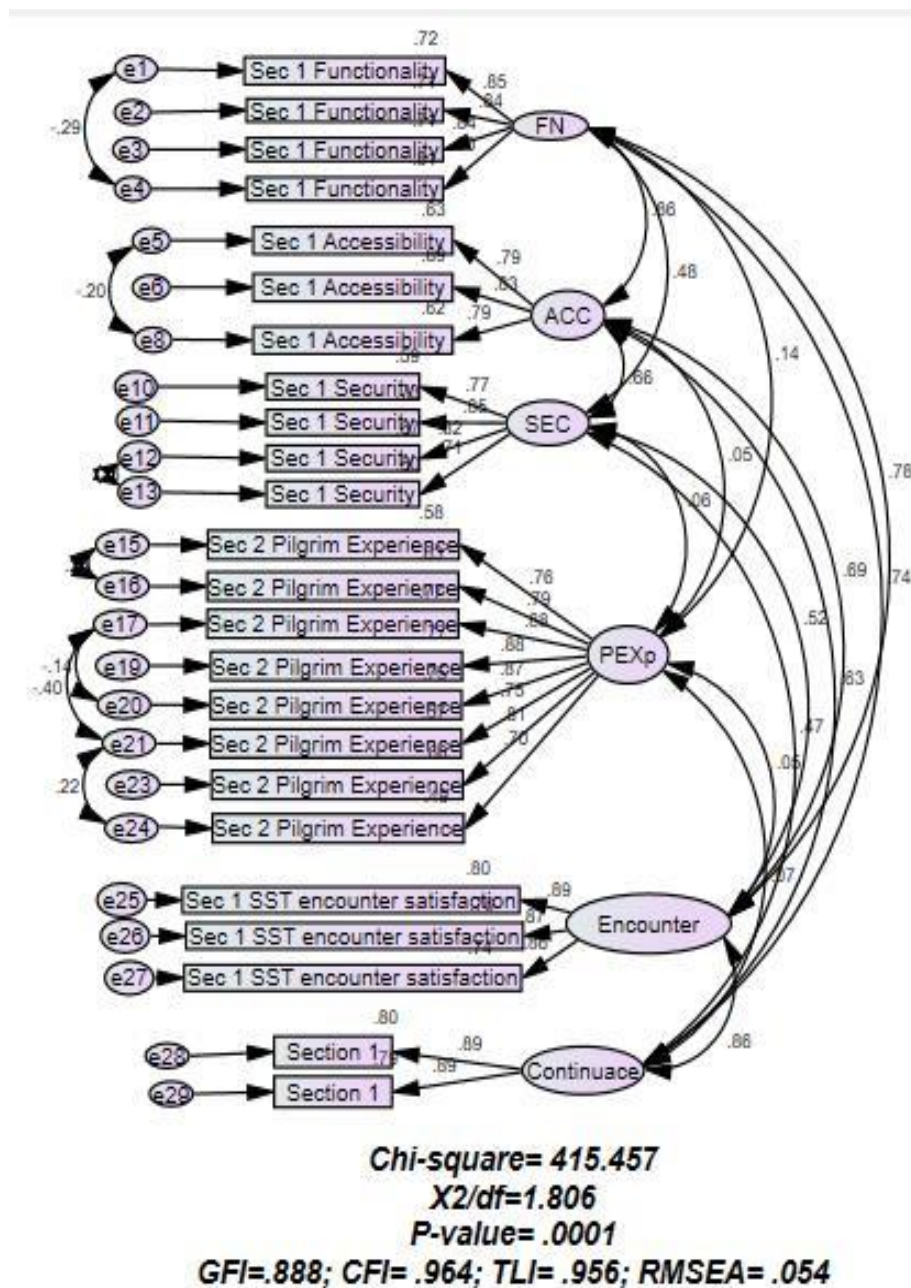 .72
e1 Sec 1 Functionality .85
e2 Sec 1 Functionality .84 FN
-.29
e3 Sec 1 Functionality
e4 Sec 1 Functionality
.63
e5 Sec 1 Accessibility .79 .48
e6 Sec 1 Accessibility
-.20
.62 .79 ACC
e8 Sec 1 Accessibility .14
e10 Sec 1 Security .77 .66
e11 Sec 1 Security SEC
e12 Sec 1 Security .05 .78
e13 Sec 1 Security .71 .06
.58
e15 Sec 2 Pilgrim Experience .76
e16 Sec 2 Pilgrim Experience .79 .69 .74
e17 Sec 2 Pilgrim Experience .52
e19 Sec 2 Pilgrim Experience .88 PEXp
-.14
-.40 .87 .63
e20 Sec 2 Pilgrim Experience .75
e21 Sec 2 Pilgrim Experience .81 .47
.22 .70
e23 Sec 2 Pilgrim Experience
e24 Sec 2 Pilgrim Experience
.80
e25 Sec 1 SST encounter satisfaction .89
e26 Sec 1 SST encounter satisfaction .87 Encounter
e27 Sec 1 SST encounter satisfaction
.80
e28 Section 1 .89 .86
e29 Section 1 .89 Continuace
Chi-square= 415.457
X2/df=1.806
P-value= .0001
GFI=.888; CFI= .964; TLI= .956; RMSEA= .054